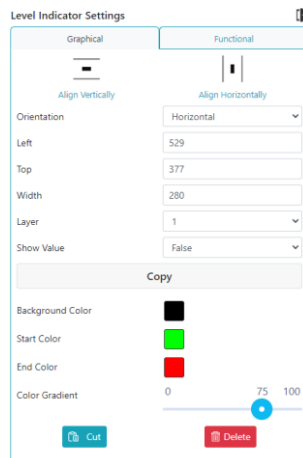 Level Indicator Settings
Graphical Functional
Align Vertically Align Horizontally
Orientation Horizontal
Left 529
Top 377
Width 280
Layer 1
Show Value False
Copy
Background Color
Start Color
End Color
Color Gradient 0 75 100
Cut Delete